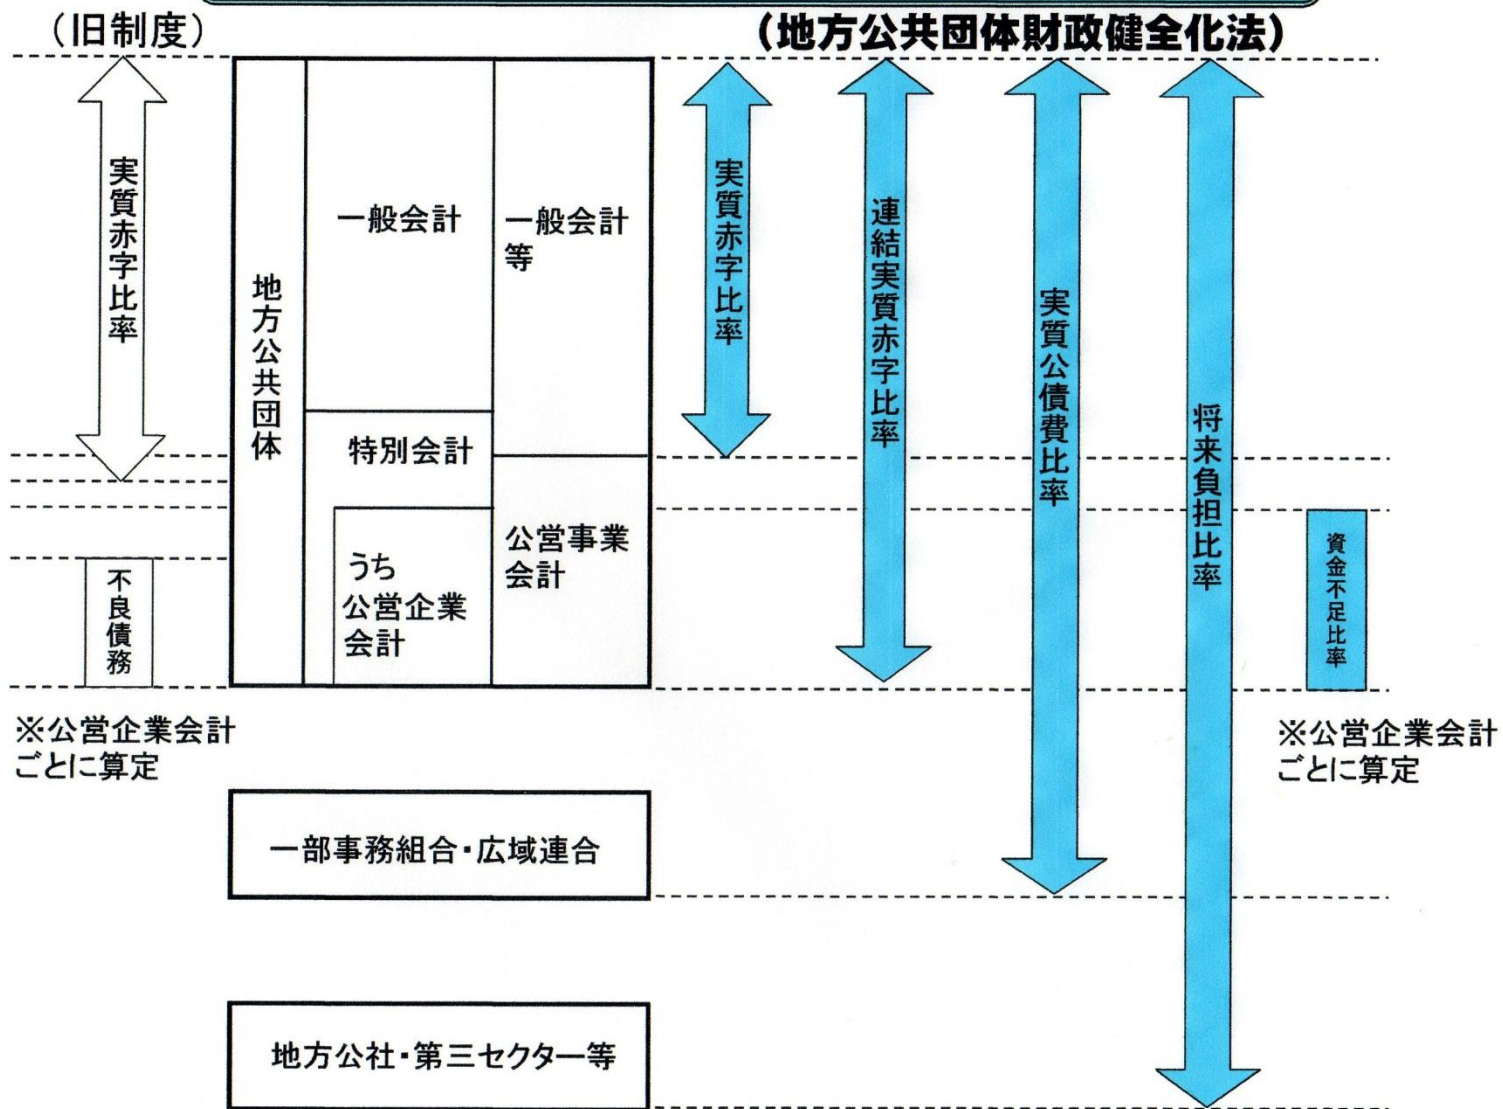 (旧制度)
(地方公共団体財政健全化法)
実質赤字比率
不良債務
※公営企業会計
ごとに算定
地方公共団体
一般会計
特別会計
うち
公営企業
会計
一般会計
等
公営事業
会計
実質赤字比率
連結実質赤字比率
実質公債費比率
将来負担比率
資金不足比率
※公営企業会計
ごとに算定
一部事務組合・広域連合
地方公社・第三セクター等